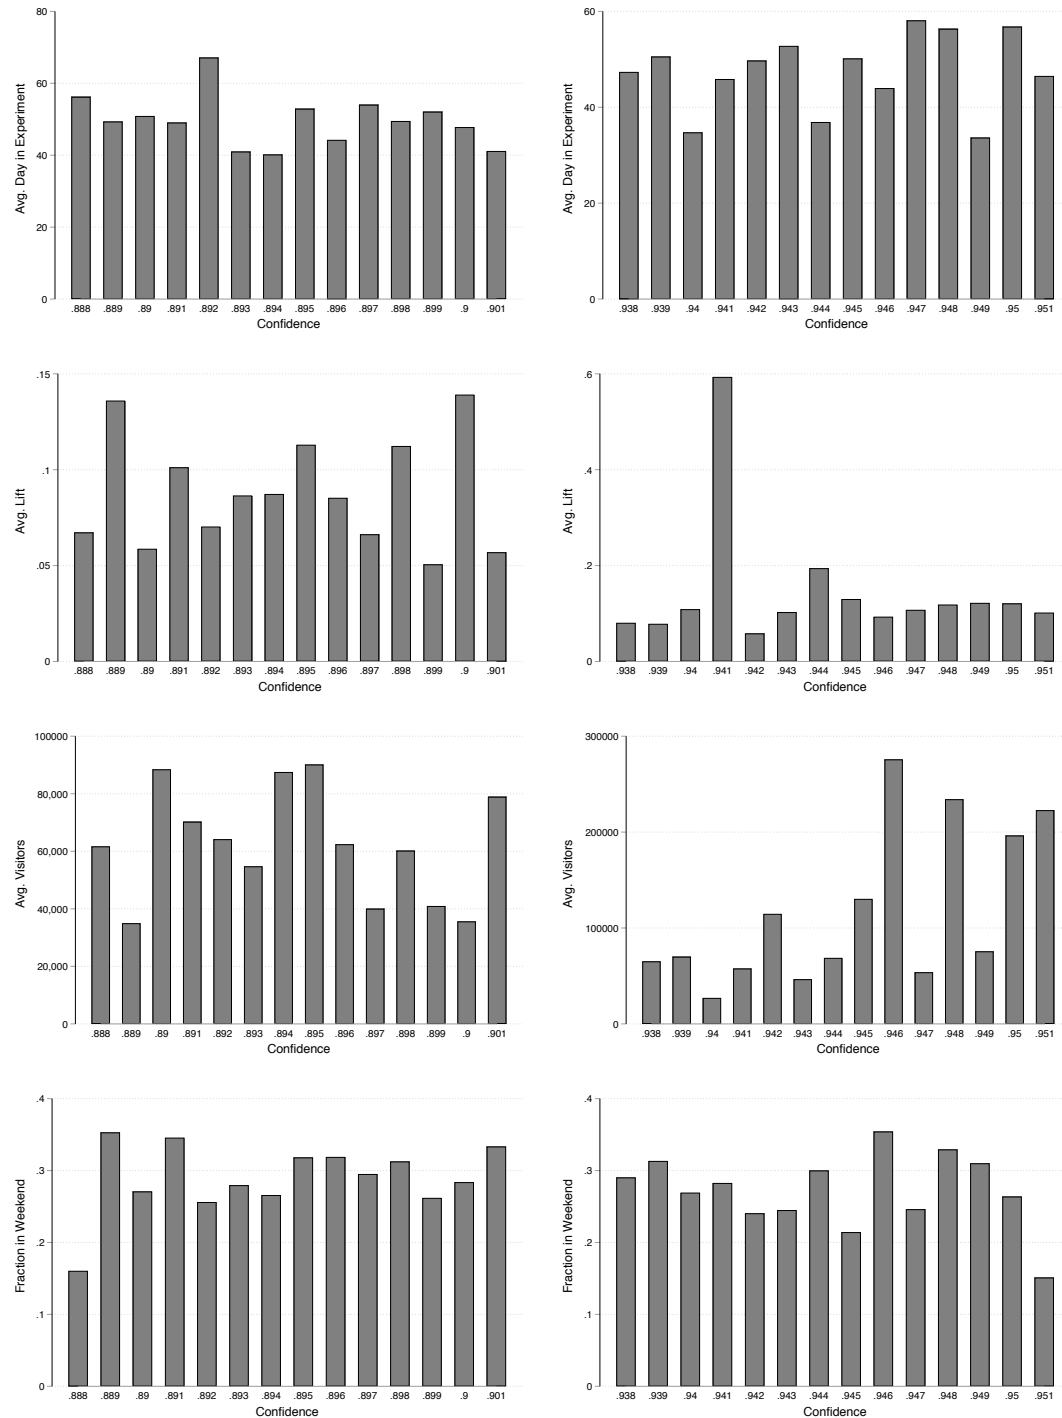 80
60
40
20
0
Avg. Day in Experiment
.888 .889 .89 .891 .892 .893 .894 .895 .896 .897 .898 .899 .9 .901
Confidence
60
40
20
0
Avg. Day in Experiment
.938 .939 .94 .941 .942 .943 .944 .945 .946 .947 .948 .949 .95 .951
Confidence
.15
.1
.05
0
Avg. Lift
.888 .889 .89 .891 .892 .893 .894 .895 .896 .897 .898 .899 .9 .901
Confidence
.6
.4
.2
0
Avg. Lift
.938 .939 .94 .941 .942 .943 .944 .945 .946 .947 .948 .949 .95 .951
Confidence
100000
80,000
60,000
40,000
20,000
0
Avg. Visitors
.888 .889 .89 .891 .892 .893 .894 .895 .896 .897 .898 .899 .9 .901
Confidence
300000
200000
100000
0
Avg. Visitors
.938 .939 .94 .941 .942 .943 .944 .945 .946 .947 .948 .949 .95 .951
Confidence
.4
.3
.2
.1
0
Fraction in Weekend
.888 .889 .89 .891 .892 .893 .894 .895 .896 .897 .898 .899 .9 .901
Confidence
.4
.3
.2
.1
0
Fraction in Weekend
.938 .939 .94 .941 .942 .943 .944 .945 .946 .947 .948 .949 .95 .951
Confidence